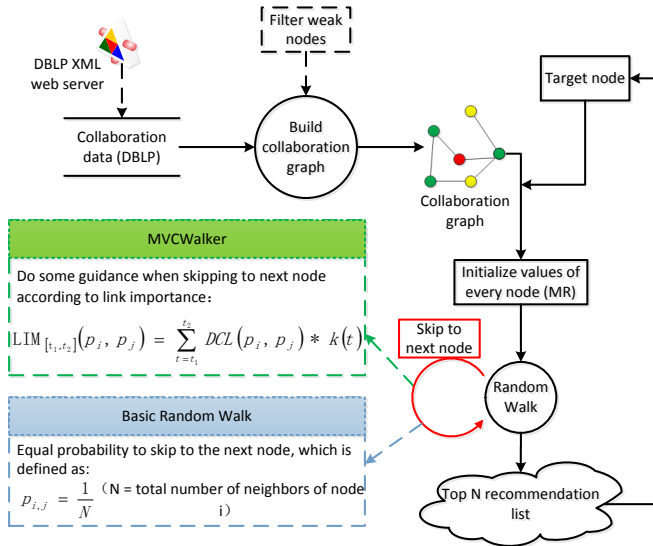 Filter weak
nodes
DBLP XML
web server
Target node
Collaboration
data (DBLP)
Build
collaboration
graph
Collaboration
graph
MVCWalker
Do some guidance when skipping to next node
according to link importance：
LIM[t₁,t₂](pᵢ, pⱼ) = ∑ₜ₌ₜ₁ᵗ² DCL(pᵢ, pⱼ) * k(t)
Initialize values of
every node (MR)
Skip to
next node
Random
Walk
Basic Random Walk
Equal probability to skip to the next node, which is
defined as:
pᵢ,ⱼ = 1/N （N = total number of neighbors of node
i）
Top N recommendation
list